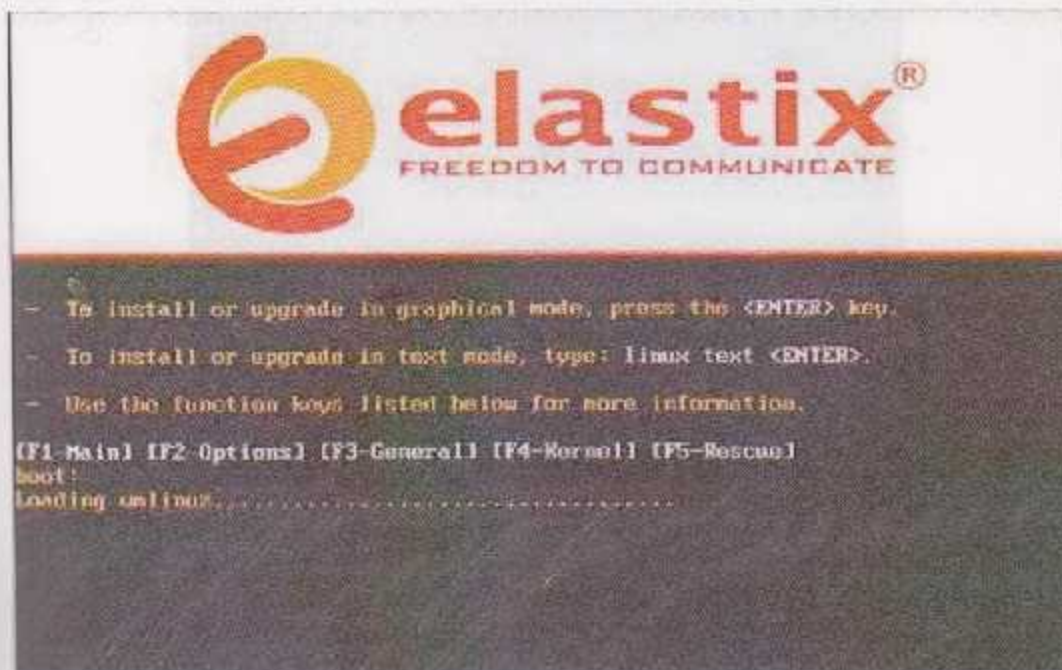 elastix®
FREEDOM TO COMMUNICATE
- To install or upgrade in graphical mode, press the <ENTER> key.
- To install or upgrade in text mode, type: linux text <ENTER>.
- Use the function keys listed below for more information.
[F1-Main] [F2-Options] [F3-General] [F4-Kernel] [F5-Rescue]
boot:
Loading vmlinuz......................................